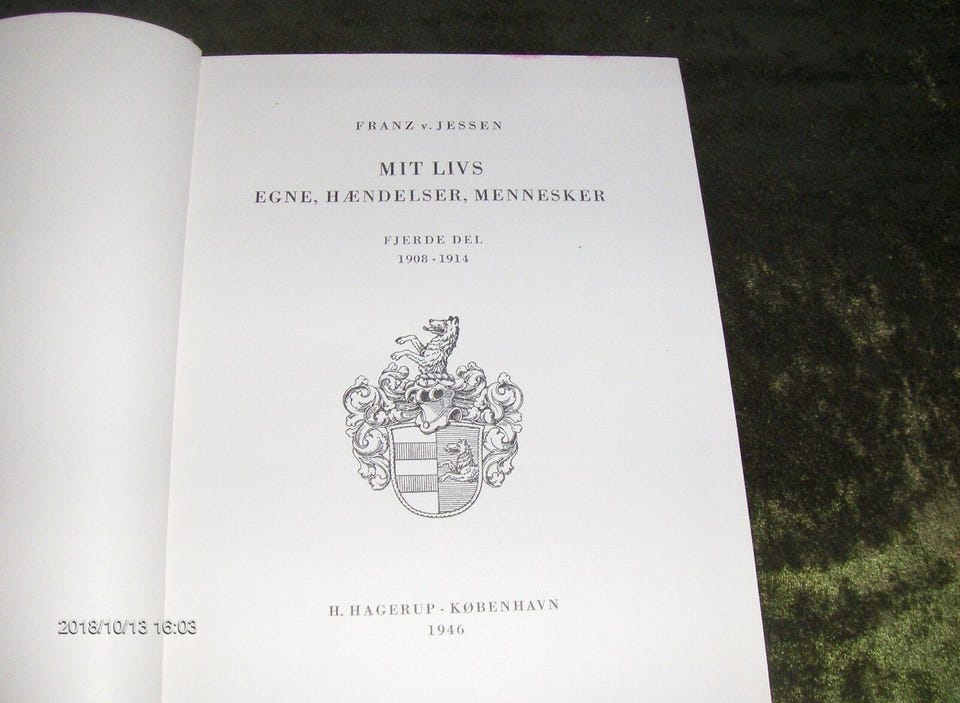 FRANZ v. JESSEN
MIT LIVS
EGNE, HÆNDELSER, MENNESKER
FJERDE DEL
1908 - 1914
H. HAGERUP - KØBENHAVN
1946
2018/10/13 16:03